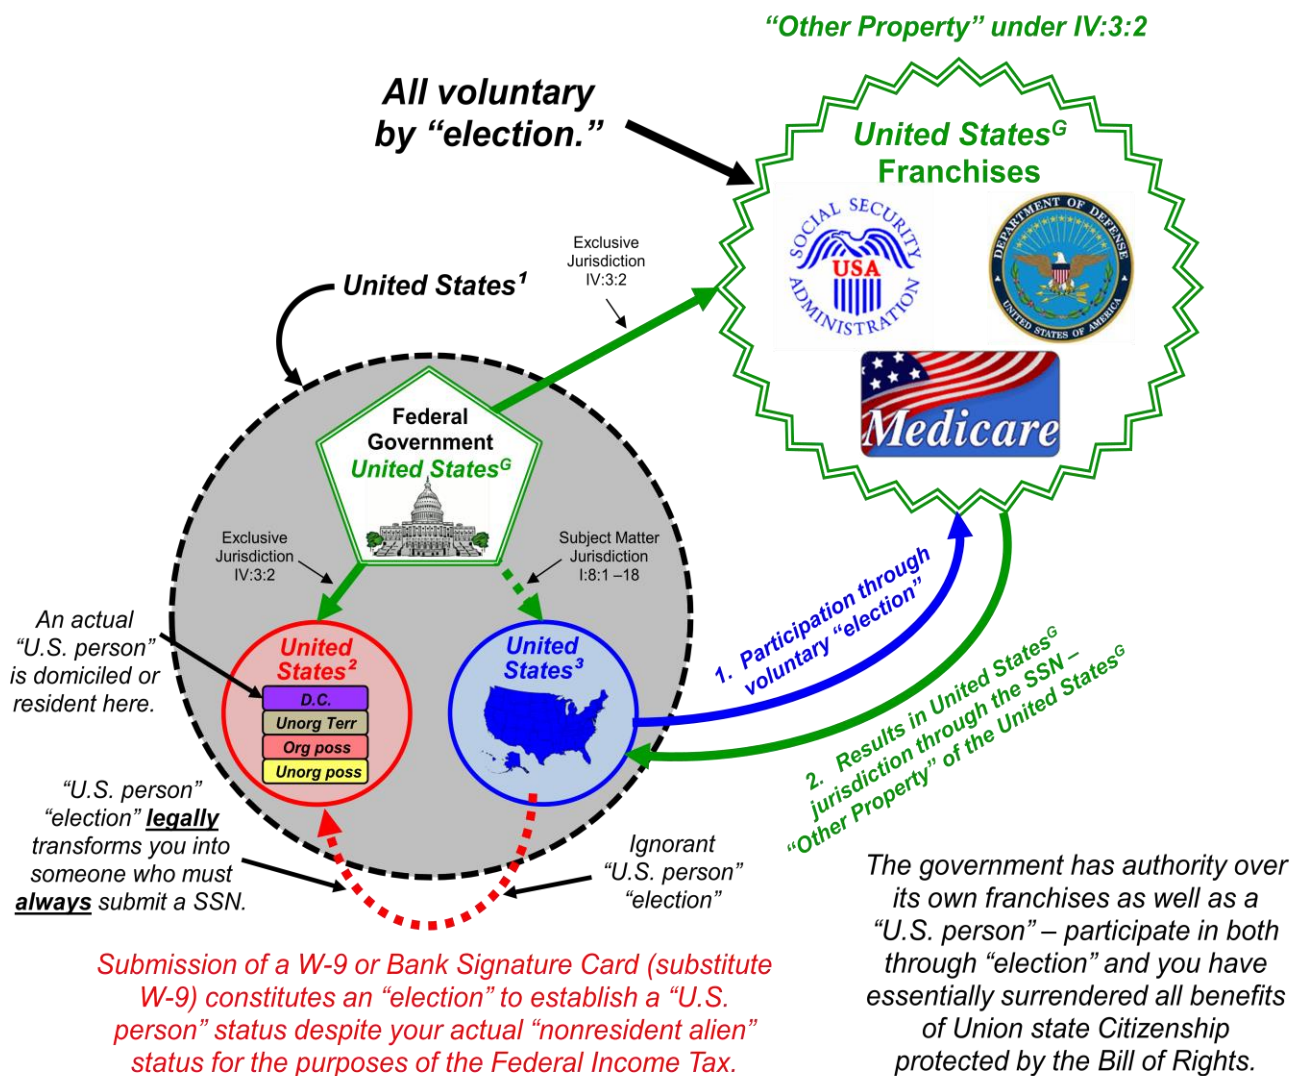 “Other Property” under IV:3:2
All voluntary
by “election.”
United Statesᴳ
Franchises
SOCIAL SECURITY
USA
ADMINISTRATION
DEPARTMENT OF DEFENSE
UNITED STATES OF AMERICA
Medicare
Exclusive
Jurisdiction
IV:3:2
United States¹
Federal
Government
United Statesᴳ
Exclusive
Jurisdiction
IV:3:2
Subject Matter
Jurisdiction
I:8:1 –18
An actual
“U.S. person”
is domiciled or
resident here.
United
States²
D.C.
Unorg Terr
Org poss
Unorg poss
United
States³
1. Participation through
voluntary “election”
2. Results in United Statesᴳ
jurisdiction through the SSN –
“Other Property” of the United Statesᴳ
“U.S. person”
“election” legally
transforms you into
someone who must
always submit a SSN.
Ignorant
“U.S. person”
“election”
Submission of a W-9 or Bank Signature Card (substitute
W-9) constitutes an “election” to establish a “U.S.
person” status despite your actual “nonresident alien”
status for the purposes of the Federal Income Tax.
The government has authority over
its own franchises as well as a
“U.S. person” – participate in both
through “election” and you have
essentially surrendered all benefits
of Union state Citizenship
protected by the Bill of Rights.